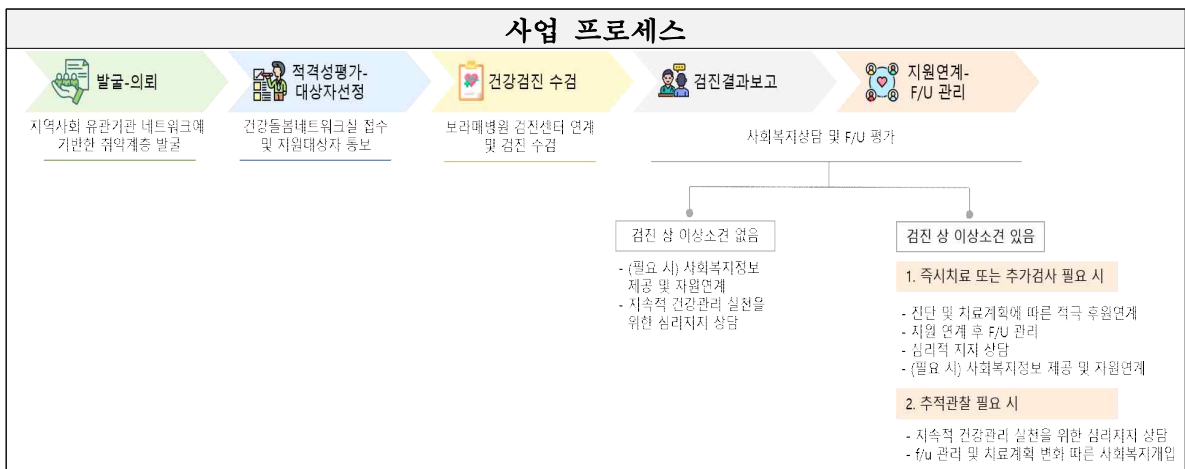 사업 프로세스
발굴-의뢰
적격성평가-
대상자선정
건강검진 수검
검진결과보고
지원연계-
F/U 관리
지역사회 유관기관 네트워크에
기반한 취약계층 발굴
건강돌봄네트워크실 접수
및 지원대상자 통보
보라매병원 검진센터 연계
및 검진 수검
사회복지상담 및 F/U 평가
검진 상 이상소견 없음
- (필요 시) 사회복지정보
제공 및 자원연계
- 지속적 건강관리 실천을
위한 심리지지 상담
검진 상 이상소견 있음
1. 즉시치료 또는 추가검사 필요 시
- 진단 및 치료계획에 따른 적극 후원연계
- 지원 연계 후 F/U 관리
- 심리적 지지 상담
- (필요 시) 사회복지정보 제공 및 자원연계
2. 추적관찰 필요 시
- 지속적 건강관리 실천을 위한 심리지지 상담
- f/u 관리 및 치료계획 변화 따른 사회복지개입